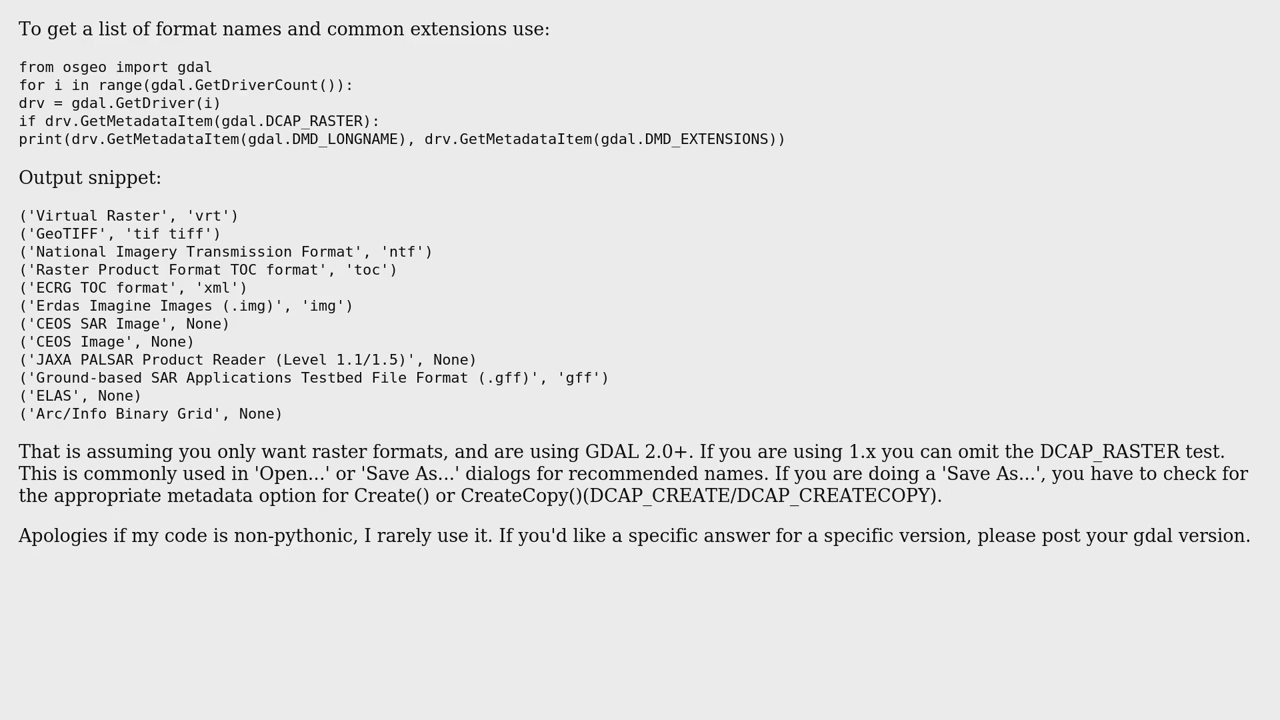 To get a list of format names and common extensions use:
from osgeo import gdal
for i in range(gdal.GetDriverCount()):
drv = gdal.GetDriver(i)
if drv.GetMetadataItem(gdal.DCAP_RASTER):
print(drv.GetMetadataItem(gdal.DMD_LONGNAME), drv.GetMetadataItem(gdal.DMD_EXTENSIONS))
Output snippet:
('Virtual Raster', 'vrt')
('GeoTIFF', 'tif tiff')
('National Imagery Transmission Format', 'ntf')
('Raster Product Format TOC format', 'toc')
('ECRG TOC format', 'xml')
('Erdas Imagine Images (.img)', 'img')
('CEOS SAR Image', None)
('CEOS Image', None)
('JAXA PALSAR Product Reader (Level 1.1/1.5)', None)
('Ground-based SAR Applications Testbed File Format (.gff)', 'gff')
('ELAS', None)
('Arc/Info Binary Grid', None)
That is assuming you only want raster formats, and are using GDAL 2.0+. If you are using 1.x you can omit the DCAP_RASTER test.
This is commonly used in 'Open...' or 'Save As...' dialogs for recommended names. If you are doing a 'Save As...', you have to check for
the appropriate metadata option for Create() or CreateCopy()(DCAP_CREATE/DCAP_CREATECOPY).
Apologies if my code is non-pythonic, I rarely use it. If you'd like a specific answer for a specific version, please post your gdal version.